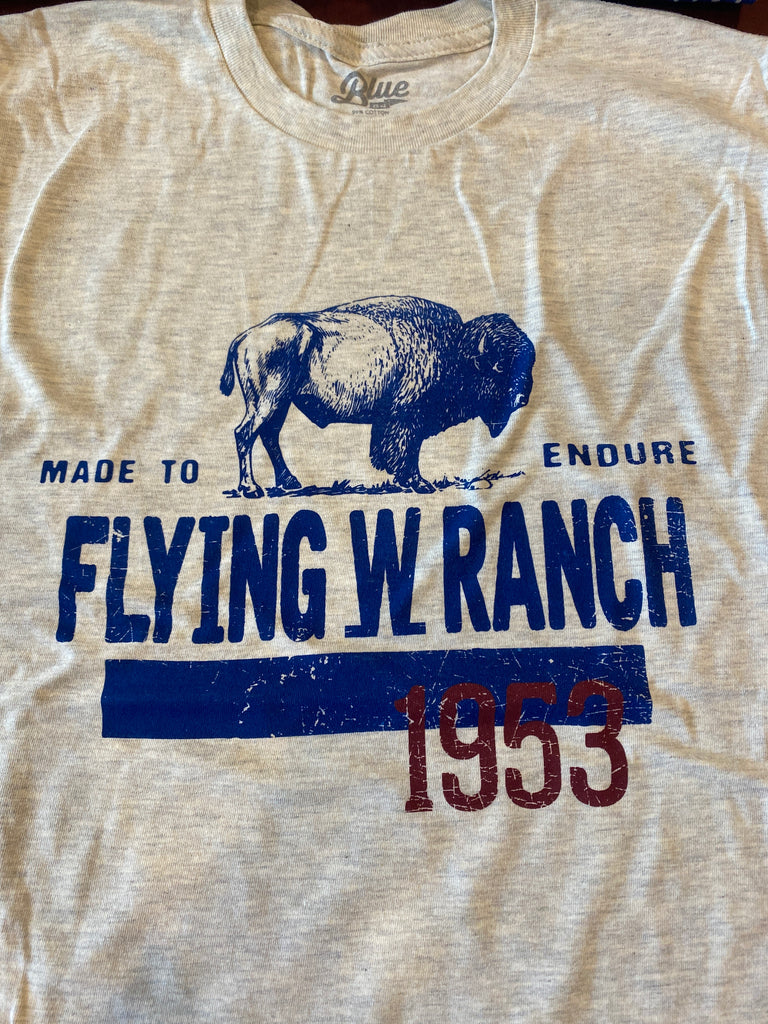 Blue
MADE TO ENDURE
FLYING W RANCH
1953